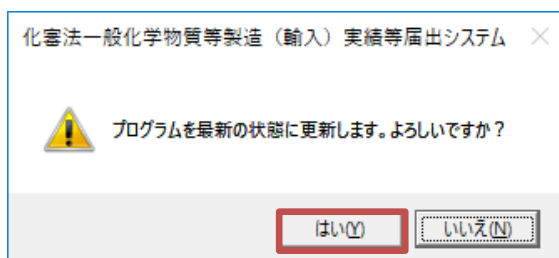 化審法一般化学物質等製造（輸入）実績等届出システム
プログラムを最新の状態に更新します。よろしいですか？
はい(Y)
いいえ(N)